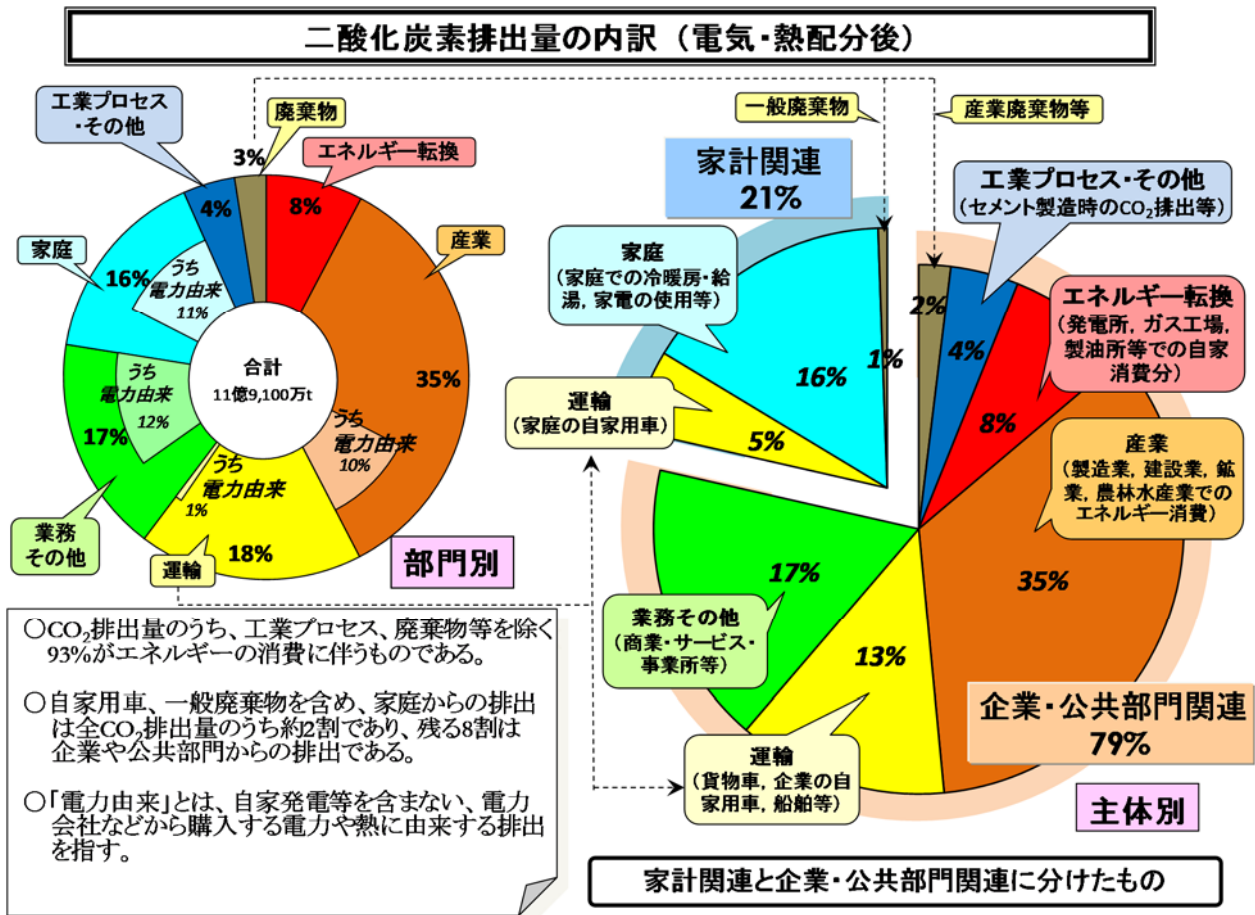 二酸化炭素排出量の内訳（電気・熱配分後）
工業プロセス
・その他
廃棄物
エネルギー転換
産業
家庭
業務
その他
運輸
3%
8%
4%
16%
うち
電力由来
11%
35%
合計
11億9,100万t
うち
電力由来
12%
17%
うち
電力由来
10%
うち
電力由来
1%
18%
部門別
一般廃棄物
産業廃棄物等
家計関連
21%
工業プロセス・その他
（セメント製造時のCO₂排出等）
家庭
（家庭での冷暖房・給
湯，家電の使用等）
エネルギー転換
（発電所，ガス工場，
製油所等での自家
消費分）
2%
4%
1%
16%
8%
運輸
（家庭の自家用車）
5%
産業
（製造業，建設業，鉱
業，農林水産業での
エネルギー消費）
35%
17%
業務その他
（商業・サービス・
事業所等）
13%
企業・公共部門関連
79%
運輸
（貨物車，企業の自
家用車，船舶等）
主体別
○CO₂排出量のうち、工業プロセス、廃棄物等を除く
93%がエネルギーの消費に伴うものである。
○自家用車、一般廃棄物を含め、家庭からの排出
は全CO₂排出量のうち約2割であり、残る8割は
企業や公共部門からの排出である。
○「電力由来」とは、自家発電等を含まない、電力
会社などから購入する電力や熱に由来する排出
を指す。
家計関連と企業・公共部門関連に分けたもの